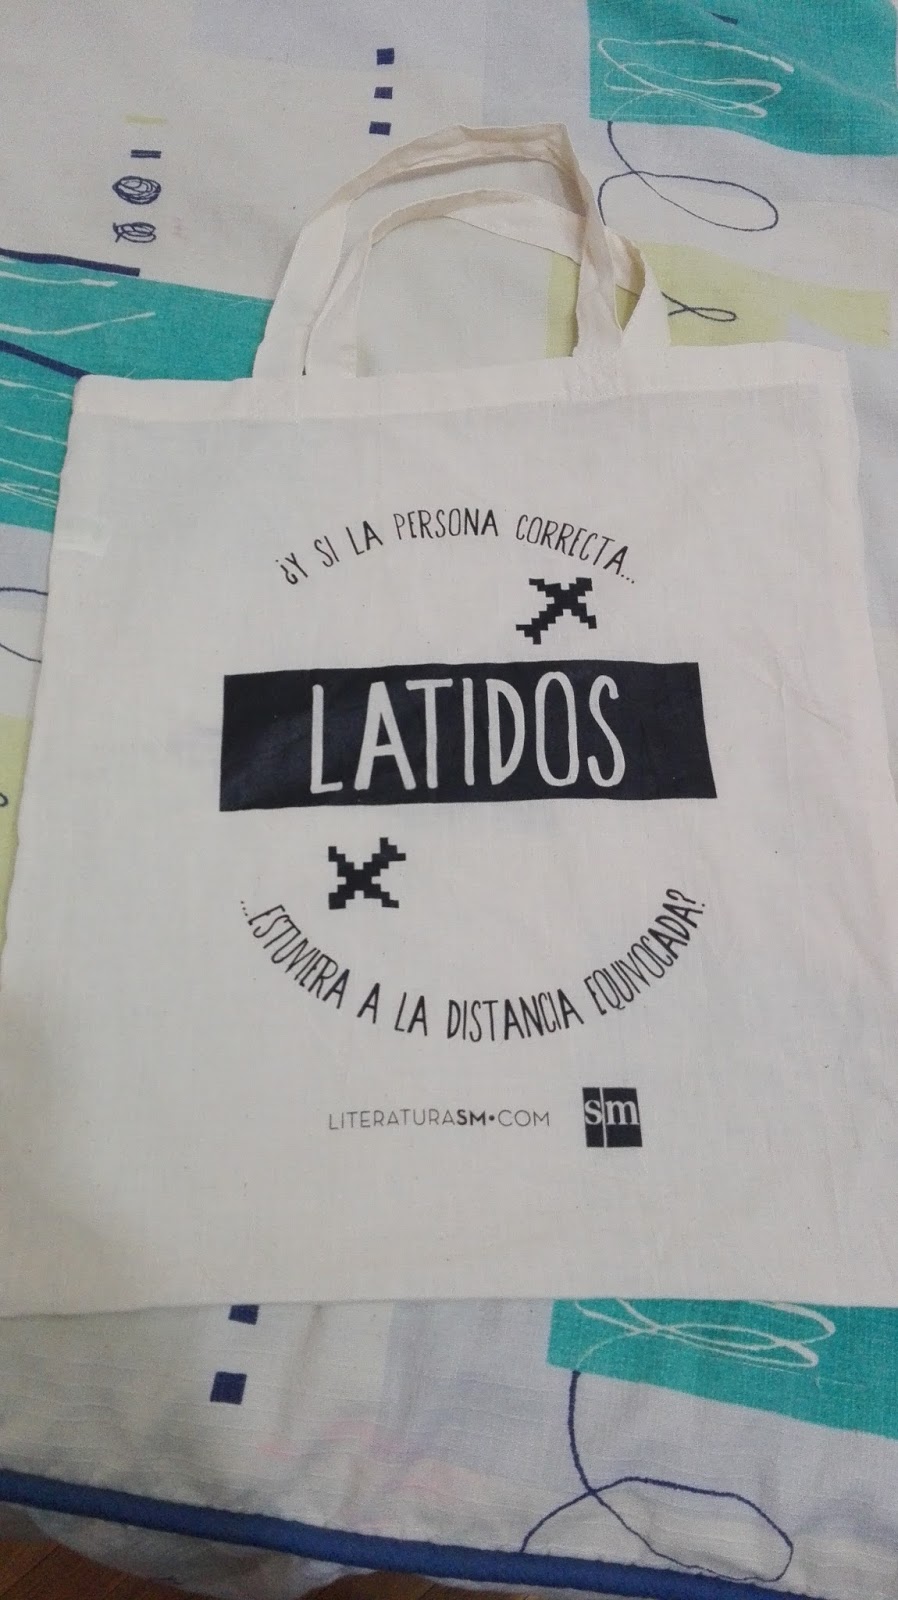 ¿Y SI LA PERSONA CORRECTA...
LATIDOS
...ESTUVIERA A LA DISTANCIA EQUIVOCADA?
LITERATURASM•COM
sm